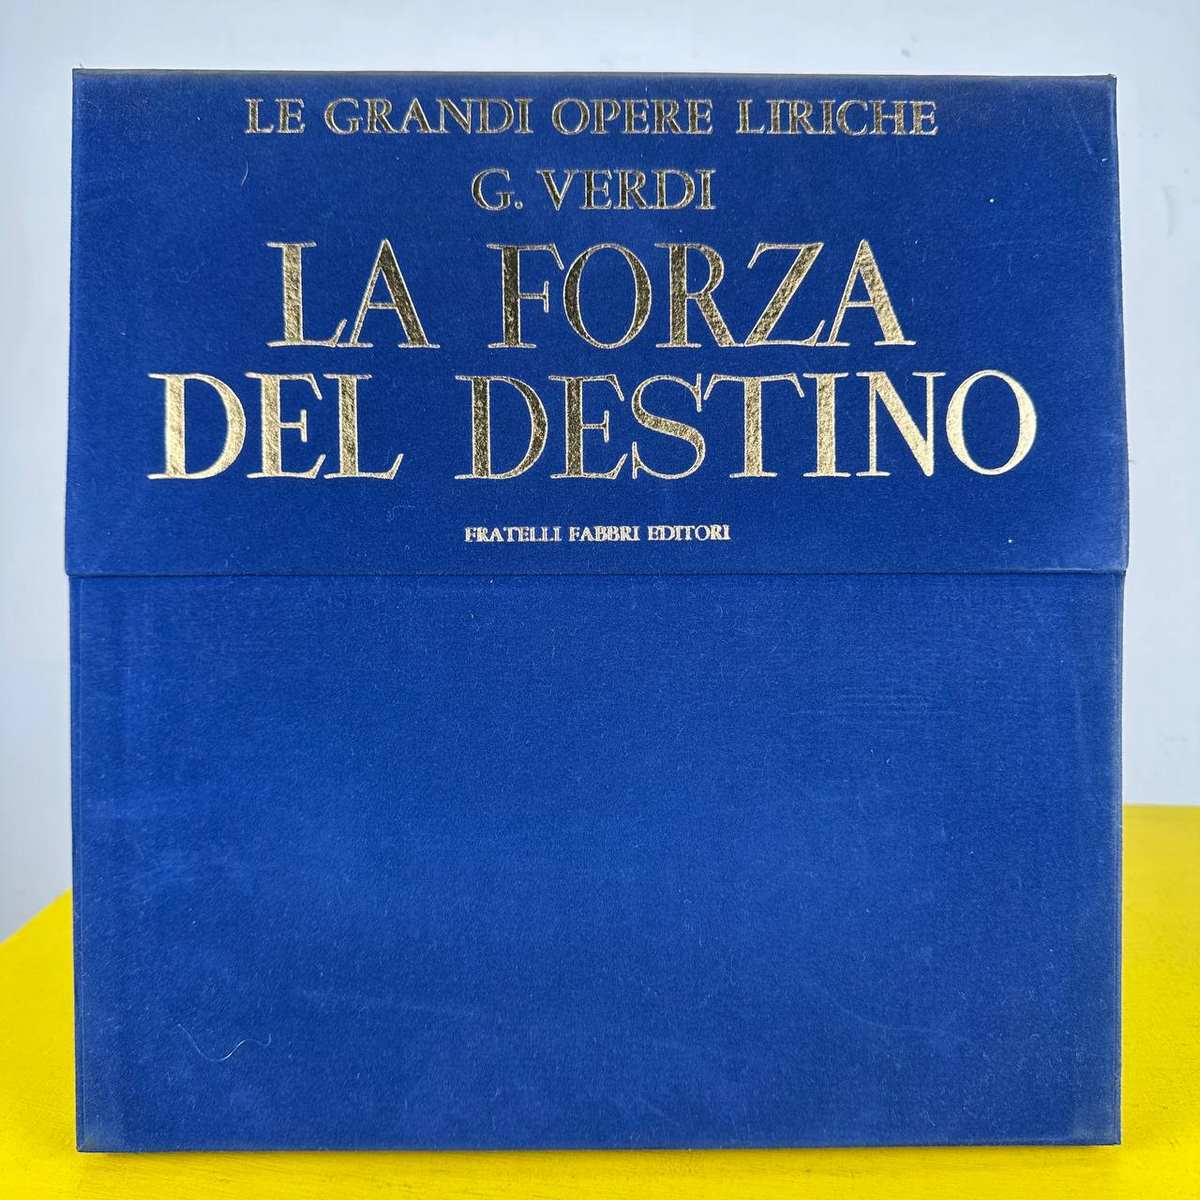 LE GRANDI OPERE LIRICHE
G. VERDI
LA FORZA
DEL DESTINO
FRATELLI FABBRI EDITORI